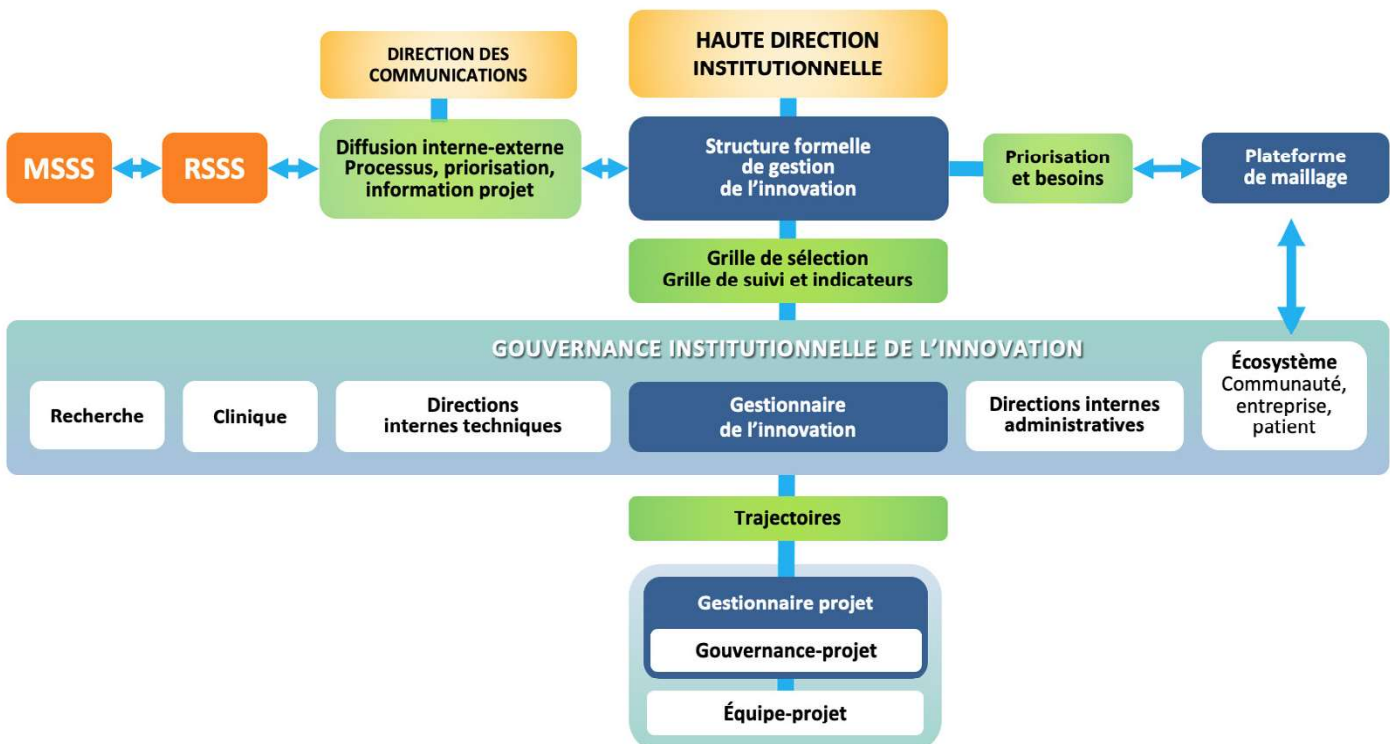 DIRECTION DES
COMMUNICATIONS
HAUTE DIRECTION
INSTITUTIONNELLE
MSSS
RSSS
Diffusion interne-externe
Processus, priorisation,
information projet
Structure formelle
de gestion
de l'innovation
Priorisation
et besoins
Plateforme
de maillage
Grille de sélection
Grille de suivi et indicateurs
GOUVERNANCE INSTITUTIONNELLE DE L'INNOVATION
Recherche
Clinique
Directions
internes techniques
Gestionnaire
de l'innovation
Directions internes
administratives
Écosystème
Communauté,
entreprise,
patient
Trajectoires
Gestionnaire projet
Gouvernance-projet
Équipe-projet